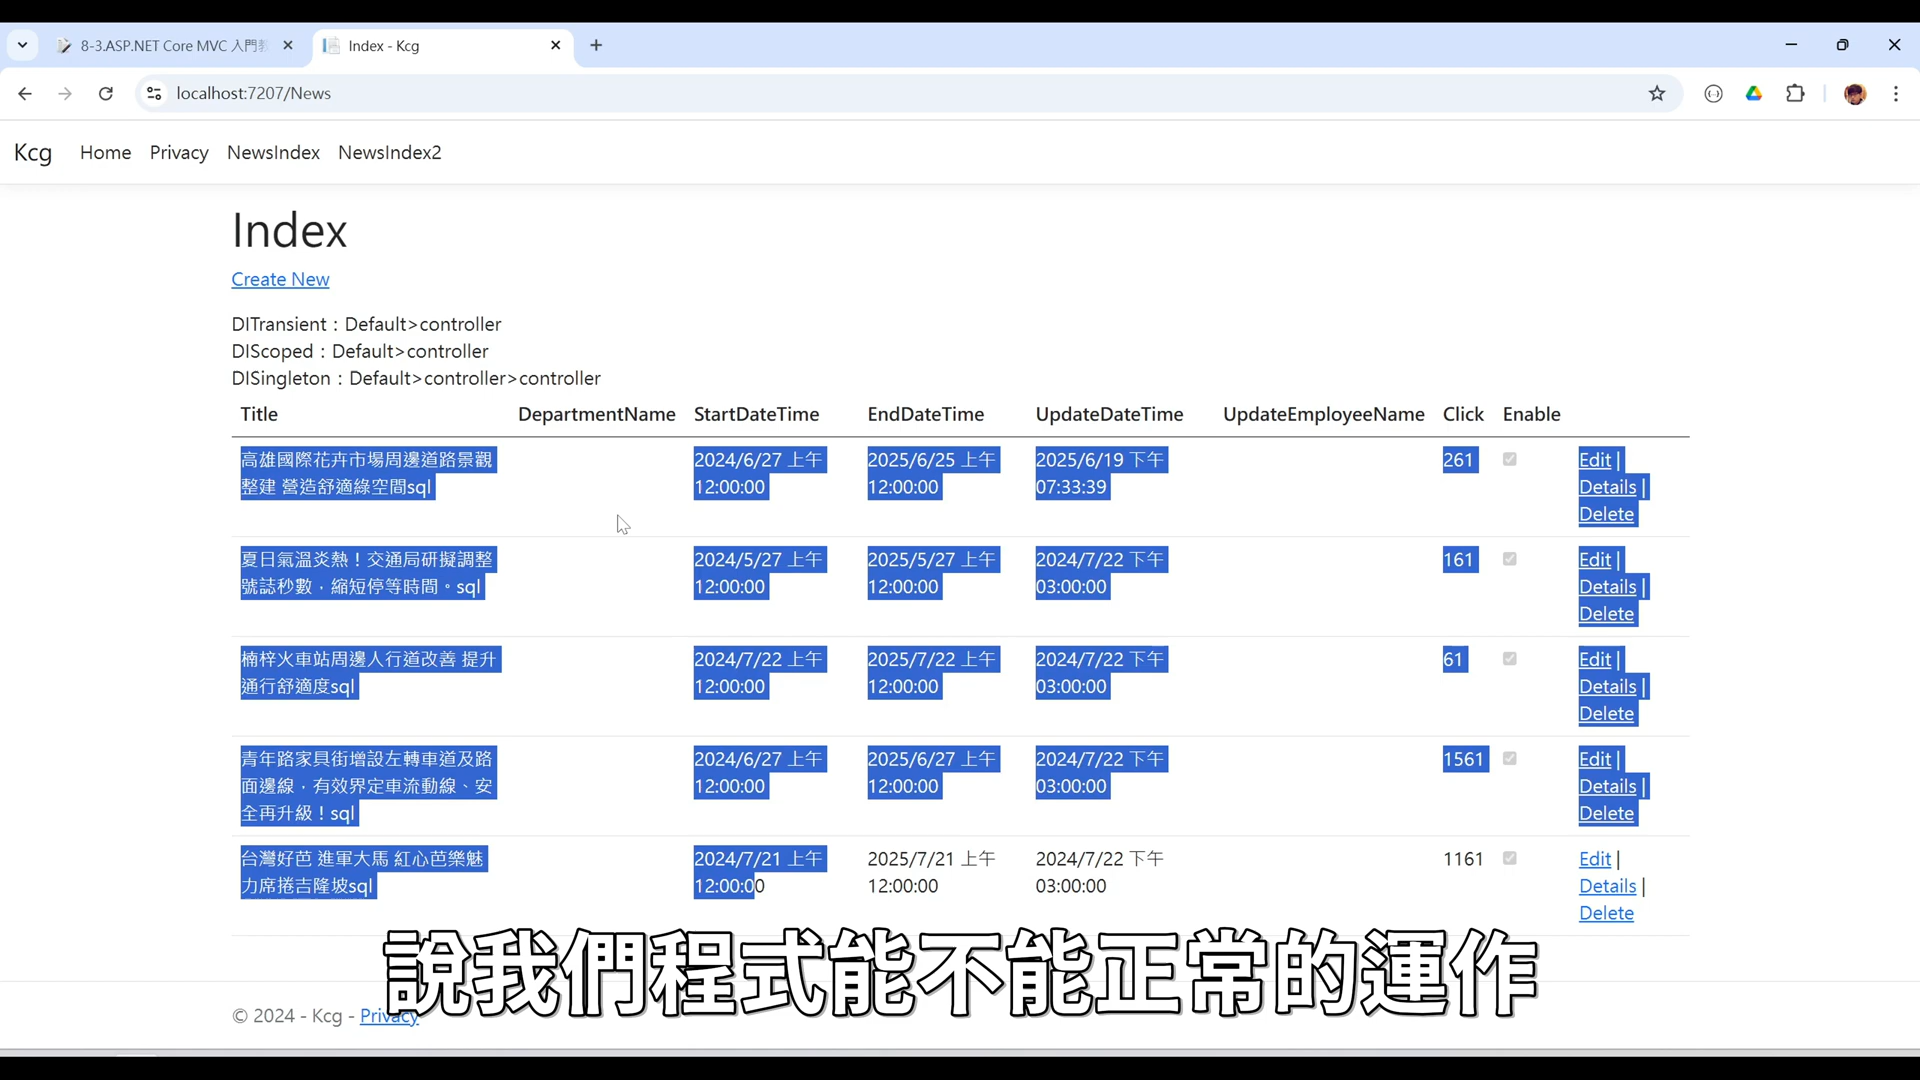 8-3.ASP.NET Core MVC 入門
Index - Kcg
localhost:7207/News
Kcg Home Privacy NewsIndex NewsIndex2
Index
Create New
DITransient：Default>controller
DIScoped：Default>controller
DISingleton：Default>controller>controller
Title DepartmentName StartDateTime EndDateTime UpdateDateTime UpdateEmployeeName Click Enable
高雄國際花卉市場周邊道路景觀 2024/6/27 上午 2025/6/25 上午 2025/6/19 下午 261 Edit |
整建 營造舒適綠空間sql 12:00:00 12:00:00 07:33:39 Details |
Delete
夏日氣溫炎熱！交通局研擬調整 2024/5/27 上午 2025/5/27 上午 2024/7/22 下午 161 Edit |
號誌秒數，縮短停等時間。sql 12:00:00 12:00:00 03:00:00 Details |
Delete
楠梓火車站周邊人行道改善 提升 2024/7/22 上午 2025/7/22 上午 2024/7/22 下午 61 Edit |
通行舒適度sql 12:00:00 12:00:00 03:00:00 Details |
Delete
青年路家具街增設左轉車道及路 2024/6/27 上午 2025/6/27 上午 2024/7/22 下午 1561 Edit |
面邊線，有效界定車流動線、安 12:00:00 12:00:00 03:00:00 Details |
全再升級！sql Delete
台灣好芭 進軍大馬 紅心芭樂魅 2024/7/21 上午 2025/7/21 上午 2024/7/22 下午 1161 Edit |
力席捲吉隆坡sql 12:00:00 12:00:00 03:00:00 Details |
Delete
說我們程式能不能正常的運作
© 2024 - Kcg - Privacy